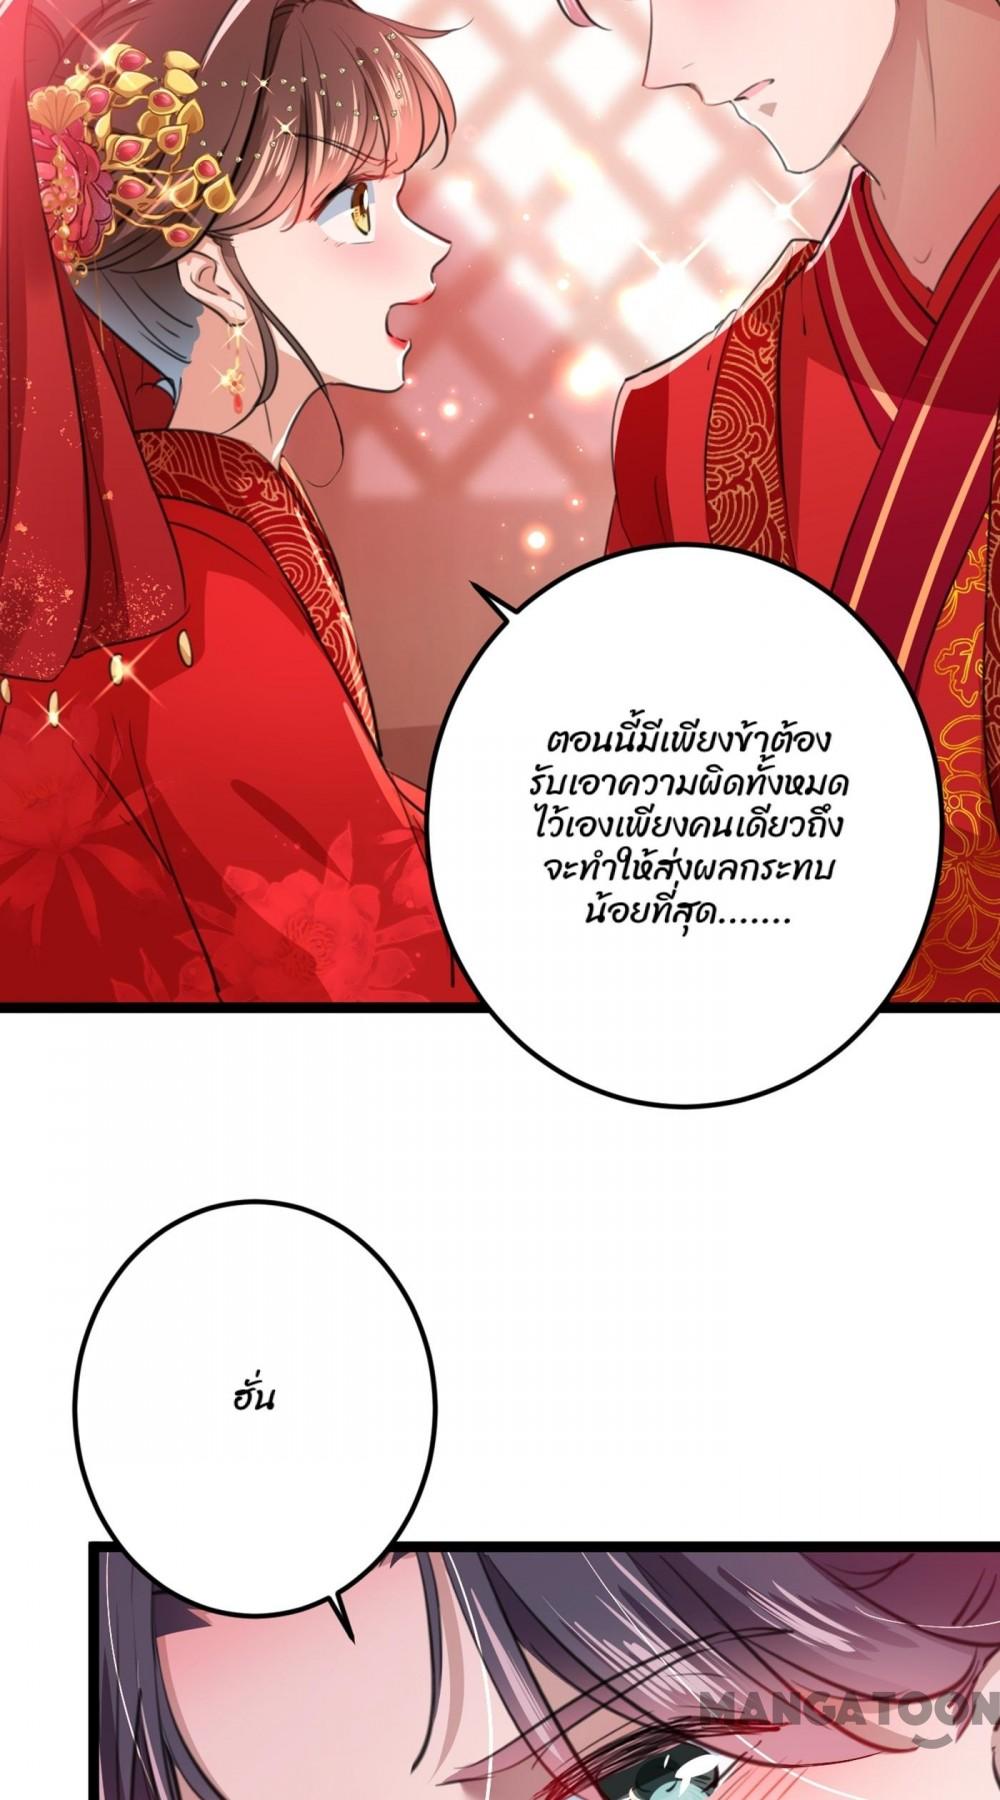 ตอนนี้มีเพียงข้าต้อง
รับเอาความผิดทั้งหมด
ไว้เองเพียงคนเดียวถึง
จะทำให้ส่งผลกระทบ
น้อยที่สุด.......
ฮั่น
MANGATOON